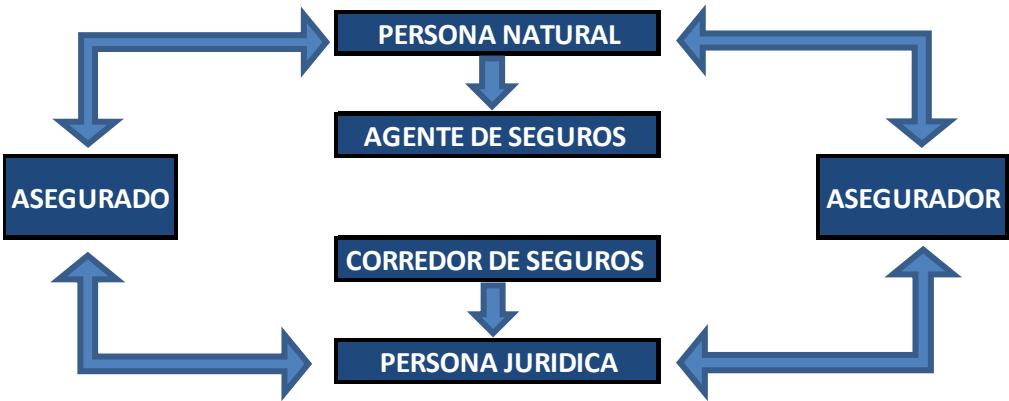 PERSONA NATURAL
AGENTE DE SEGUROS
ASEGURADO
ASEGURADOR
CORREDOR DE SEGUROS
PERSONA JURIDICA